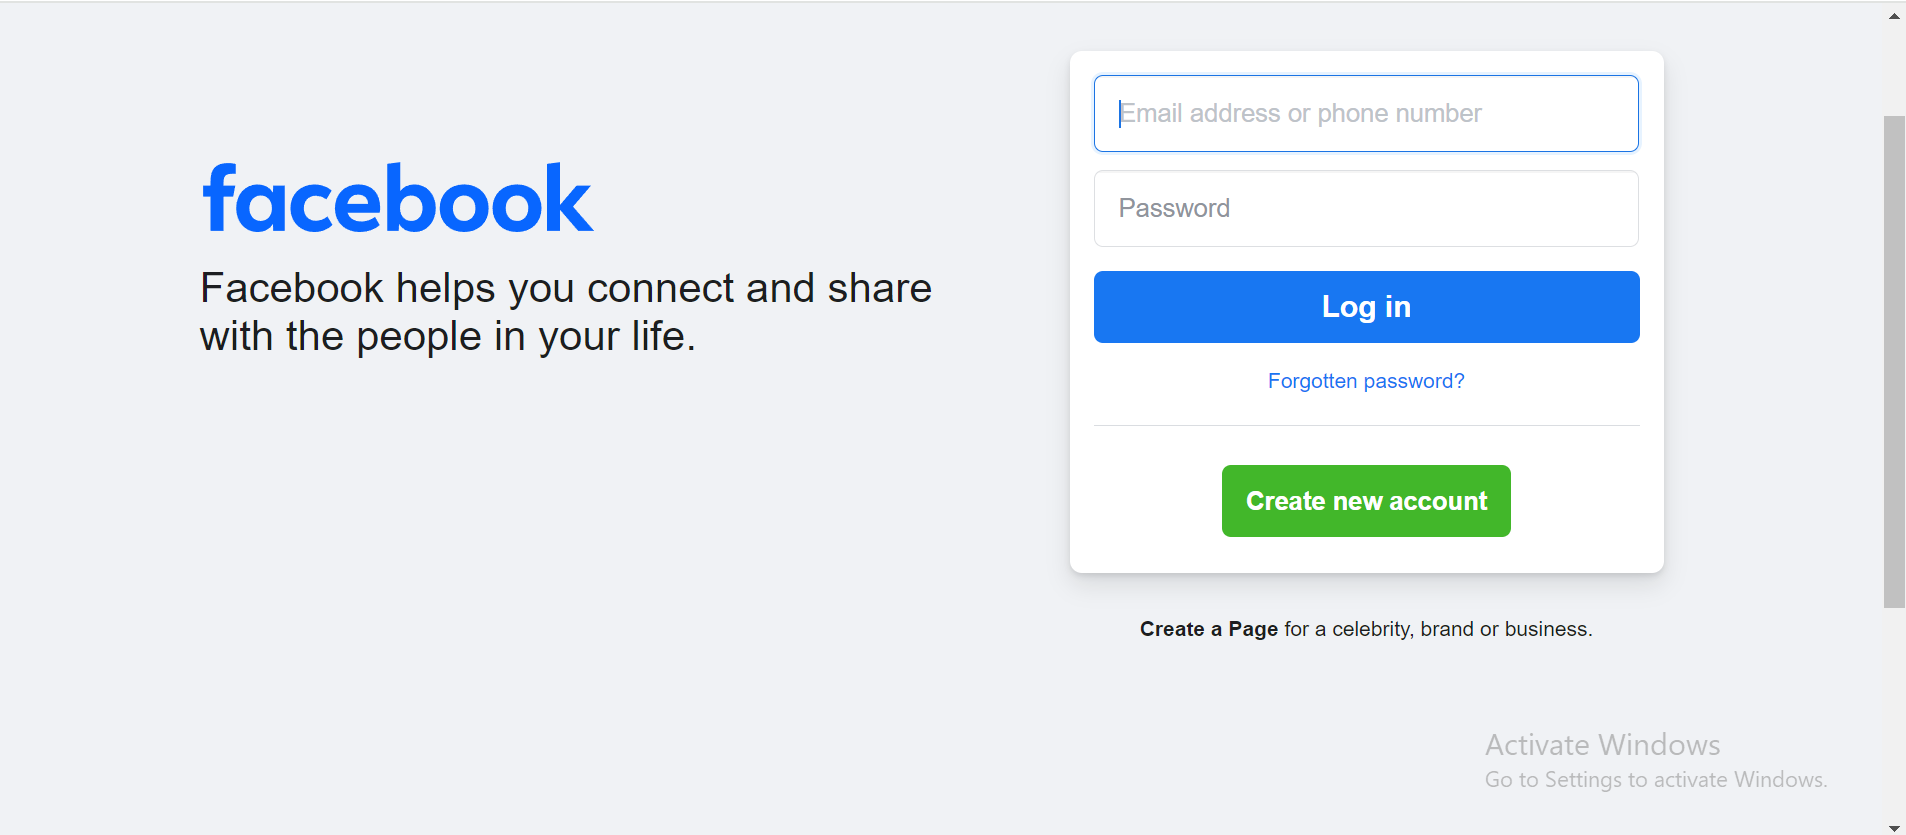 facebook
Facebook helps you connect and share
with the people in your life.
Email address or phone number
Password
Log in
Forgotten password?
Create new account
Create a Page for a celebrity, brand or business.
Activate Windows
Go to Settings to activate Windows.